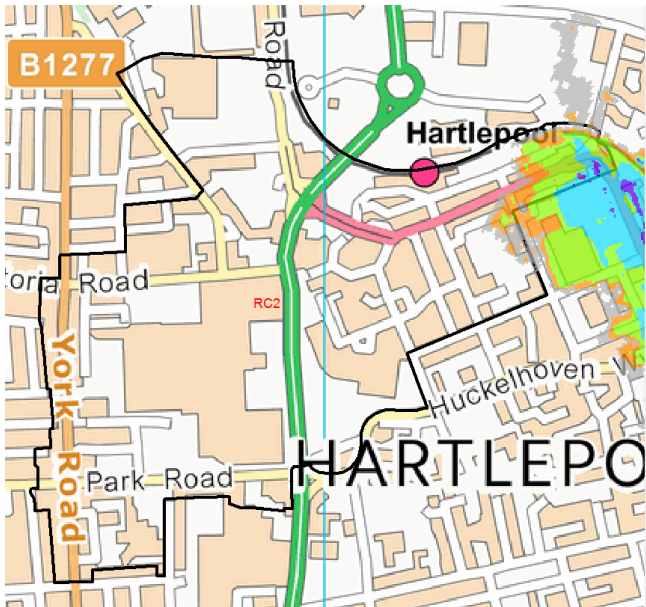 B1277
Road
Hartlepool
toria Road
RC2
York Road
Huckelhoven W
Park Road
HARTLEPO